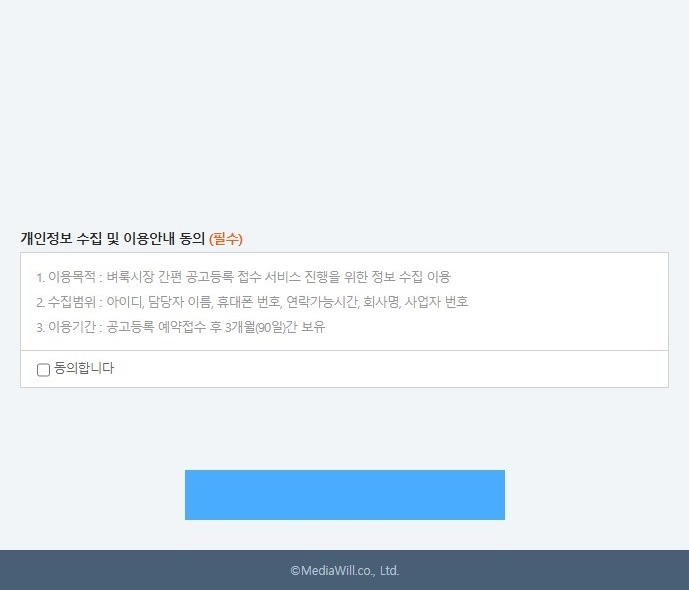 개인정보 수집 및 이용안내 동의 (필수)
1. 이용목적 : 벼룩시장 간편 공고등록 접수 서비스 진행을 위한 정보 수집 이용
2. 수집범위 : 아이디, 담당자 이름, 휴대폰 번호, 연락가능시간, 회사명, 사업자 번호
3. 이용기간 : 공고등록 예약접수 후 3개월(90일)간 보유
동의합니다
©MediaWill.co., Ltd.